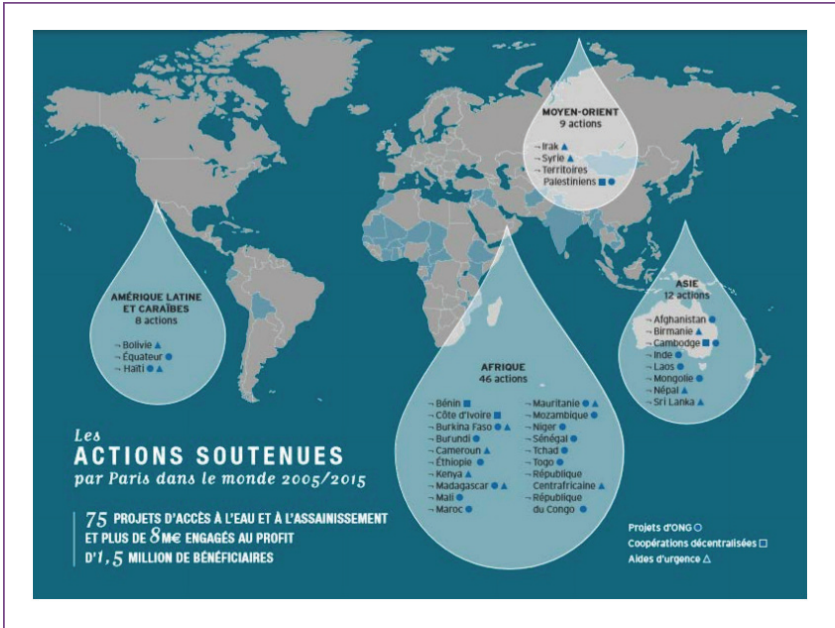 MOYEN-ORIENT
9 actions
¬ Irak ▲
¬ Syrie ▲
¬ Territoires
Palestiniens ■ ●
AMÉRIQUE LATINE
ET CARAÏBES
8 actions
¬ Bolivie ▲
¬ Équateur ●
¬ Haïti ● ▲
ASIE
12 actions
¬ Afghanistan ●
¬ Birmanie ▲
¬ Cambodge ■ ●
¬ Inde ●
¬ Laos ●
¬ Mongolie ●
¬ Népal ▲
¬ Sri Lanka ▲
AFRIQUE
46 actions
¬ Bénin ■
¬ Côte d'Ivoire ■
¬ Burkina Faso ● ▲
¬ Burundi ●
¬ Cameroun ▲
¬ Éthiopie ●
¬ Kenya ▲
¬ Madagascar ● ▲
¬ Mali ●
¬ Maroc ●
¬ Mauritanie ● ▲
¬ Mozambique ●
¬ Niger ●
¬ Sénégal ●
¬ Tchad ●
¬ Togo ●
¬ République
Centrafricaine ▲
¬ République
du Congo ●
Les
ACTIONS SOUTENUES
par Paris dans le monde 2005/2015
75 PROJETS D'ACCÈS À L'EAU ET À L'ASSAINISSEMENT
ET PLUS DE 8M€ ENGAGÉS AU PROFIT
D'1,5 MILLION DE BÉNÉFICIAIRES
Projets d'ONG ○
Coopérations décentralisées □
Aides d'urgence △